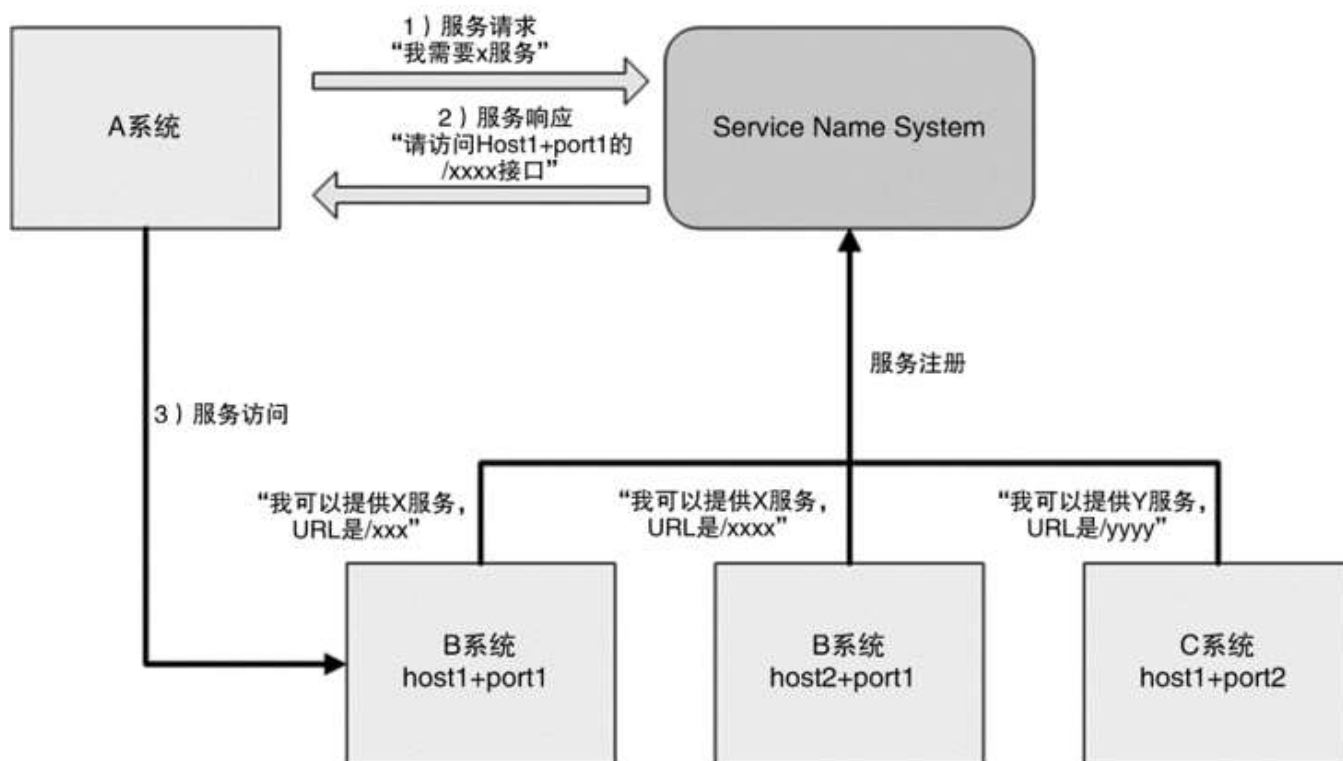 1）服务请求
“我需要x服务”
A系统
2）服务响应
“请访问Host1+port1的
/xxxx接口”
Service Name System
服务注册
3）服务访问
“我可以提供X服务，
URL是/xxx”
“我可以提供X服务，
URL是/xxxx”
“我可以提供Y服务，
URL是/yyyy”
B系统
host1+port1
B系统
host2+port1
C系统
host1+port2